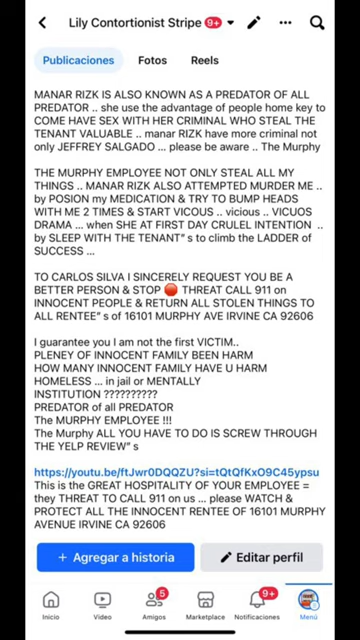 Lily Contortionist Stripe 9+
Publicaciones Fotos Reels
MANAR RIZK IS ALSO KNOWN AS A PREDATOR OF ALL
PREDATOR .. she use the advantage of people home key to
COME HAVE SEX WITH HER CRIMINAL WHO STEAL THE
TENANT VALUABLE .. manar RIZK have more criminal not
only JEFFREY SALGADO ... please be aware .. The Murphy
THE MURPHY EMPLOYEE NOT ONLY STEAL ALL MY
THINGS .. MANAR RIZK ALSO ATTEMPTED MURDER ME ..
by POSION my MEDICATION & TRY TO BUMP HEADS
WITH ME 2 TIMES & START VICOUS .. vicious .. VICUOS
DRAMA ... when SHE AT FIRST DAY CRULEL INTENTION ..
by SLEEP WITH THE TENANT" s to climb the LADDER of
SUCCESS ...
TO CARLOS SILVA I SINCERELY REQUEST YOU BE A
BETTER PERSON & STOP 🛑 THREAT CALL 911 on
INNOCENT PEOPLE & RETURN ALL STOLEN THINGS TO
ALL RENTEE" s of 16101 MURPHY AVE IRVINE CA 92606
I guarantee you I am not the first VICTIM..
PLENEY OF INNOCENT FAMILY BEEN HARM
HOW MANY INNOCENT FAMILY HAVE U HARM
HOMELESS ... in jail or MENTALLY
INSTITUTION ??????????
PREDATOR of all PREDATOR
The MURPHY EMPLOYEE !!!
The Murphy ALL YOU HAVE TO DO IS SCREW THROUGH
THE YELP REVIEW" s
https://youtu.be/ftJwr0DQQZU?si=tQtQfKxO9C45ypsu
This is the GREAT HOSPITALITY OF YOUR EMPLOYEE =
they THREAT TO CALL 911 on us ... please WATCH &
PROTECT ALL THE INNOCENT RENTEE OF 16101 MURPHY
AVENUE IRVINE CA 92606
+ Agregar a historia Editar perfil
5 9+
Inicio Video Amigos Marketplace Notificaciones Menú